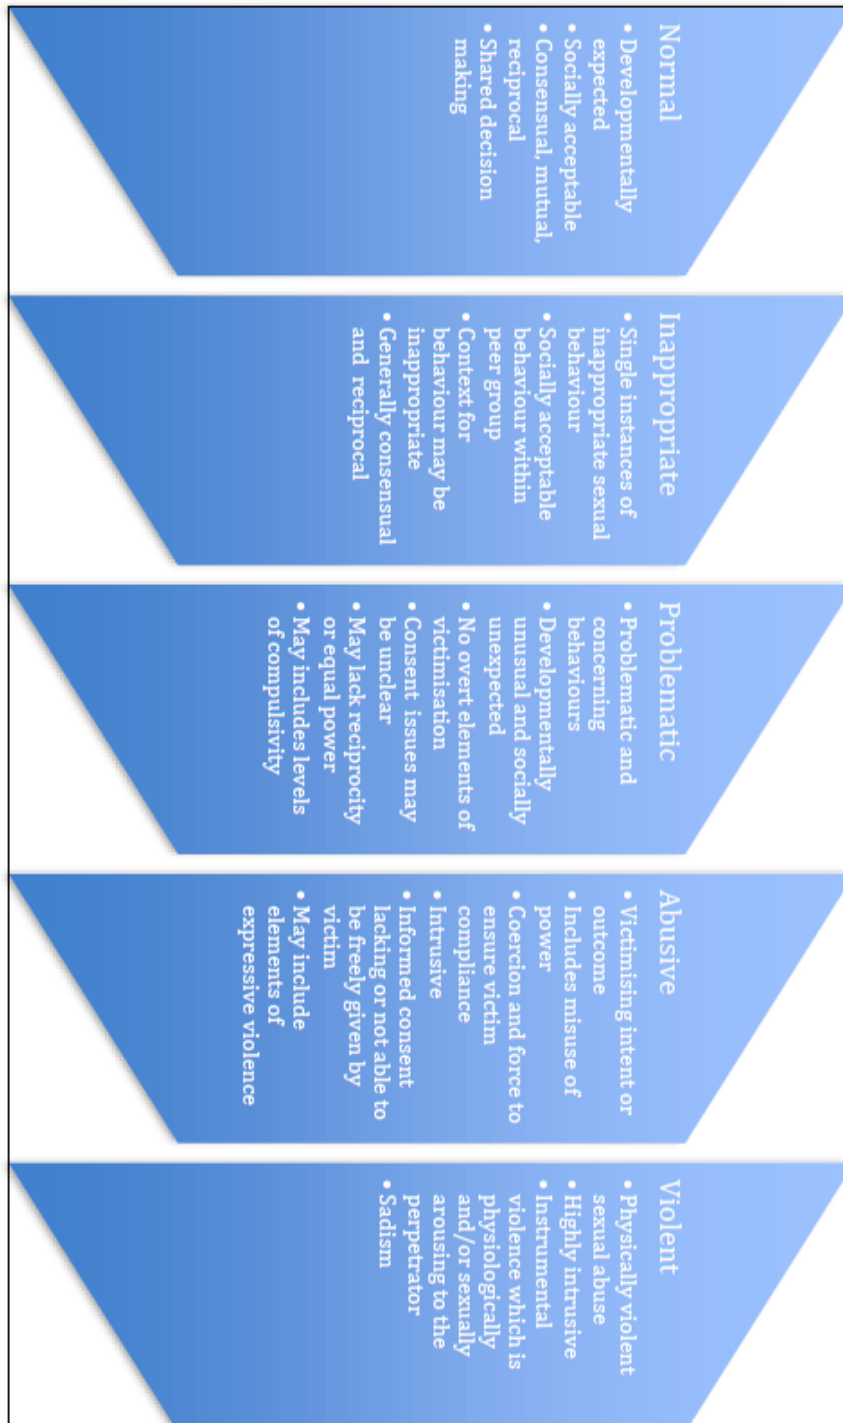 Normal
• Developmentally
expected
• Socially acceptable
• Consensual, mutual,
reciprocal
• Shared decision
making
Inappropriate
• Single instances of
inappropriate sexual
behaviour
• Socially acceptable
behaviour within
peer group
• Context for
behaviour may be
inappropriate
• Generally consensual
and reciprocal
Problematic
• Problematic and
concerning
behaviours
• Developmentally
unusual and socially
unexpected
• No overt elements of
victimisation
• Consent issues may
be unclear
• May lack reciprocity
or equal power
• May includes levels
of compulsivity
Abusive
• Victimising intent or
outcome
• Includes misuse of
power
• Coercion and force to
ensure victim
compliance
• Intrusive
• Informed consent
lacking or not able to
be freely given by
victim
• May include
elements of
expressive violence
Violent
• Physically violent
sexual abuse
• Highly intrusive
• Instrumental
violence which is
physiologically
and/or sexually
arousing to the
perpetrator
• Sadism